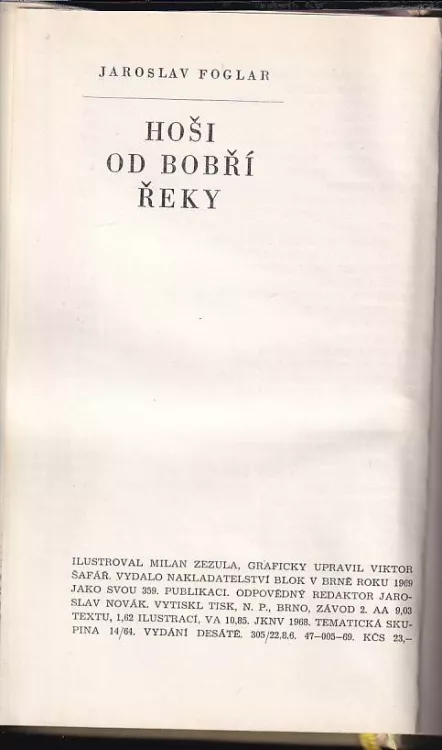 JAROSLAV FOGLAR
HOŠI
OD BOBŘÍ
ŘEKY
ILUSTROVAL MILAN ZEZULA, GRAFICKY UPRAVIL VIKTOR
ŠAFÁŘ. VYDALO NAKLADATELSTVÍ BLOK V BRNĚ ROKU 1969
JAKO SVOU 359. PUBLIKACI. ODPOVĚDNÝ REDAKTOR JARO-
SLAV NOVÁK. VYTISKL TISK, N. P., BRNO, ZÁVOD 2. AA 9,03
TEXTU, 1,62 ILUSTRACÍ, VA 10,85. JKNV 1968. TEMATICKÁ SKU-
PINA 14/64. VYDÁNÍ DESÁTÉ. 305/22,8.6. 47–005–69. KČS 23,–